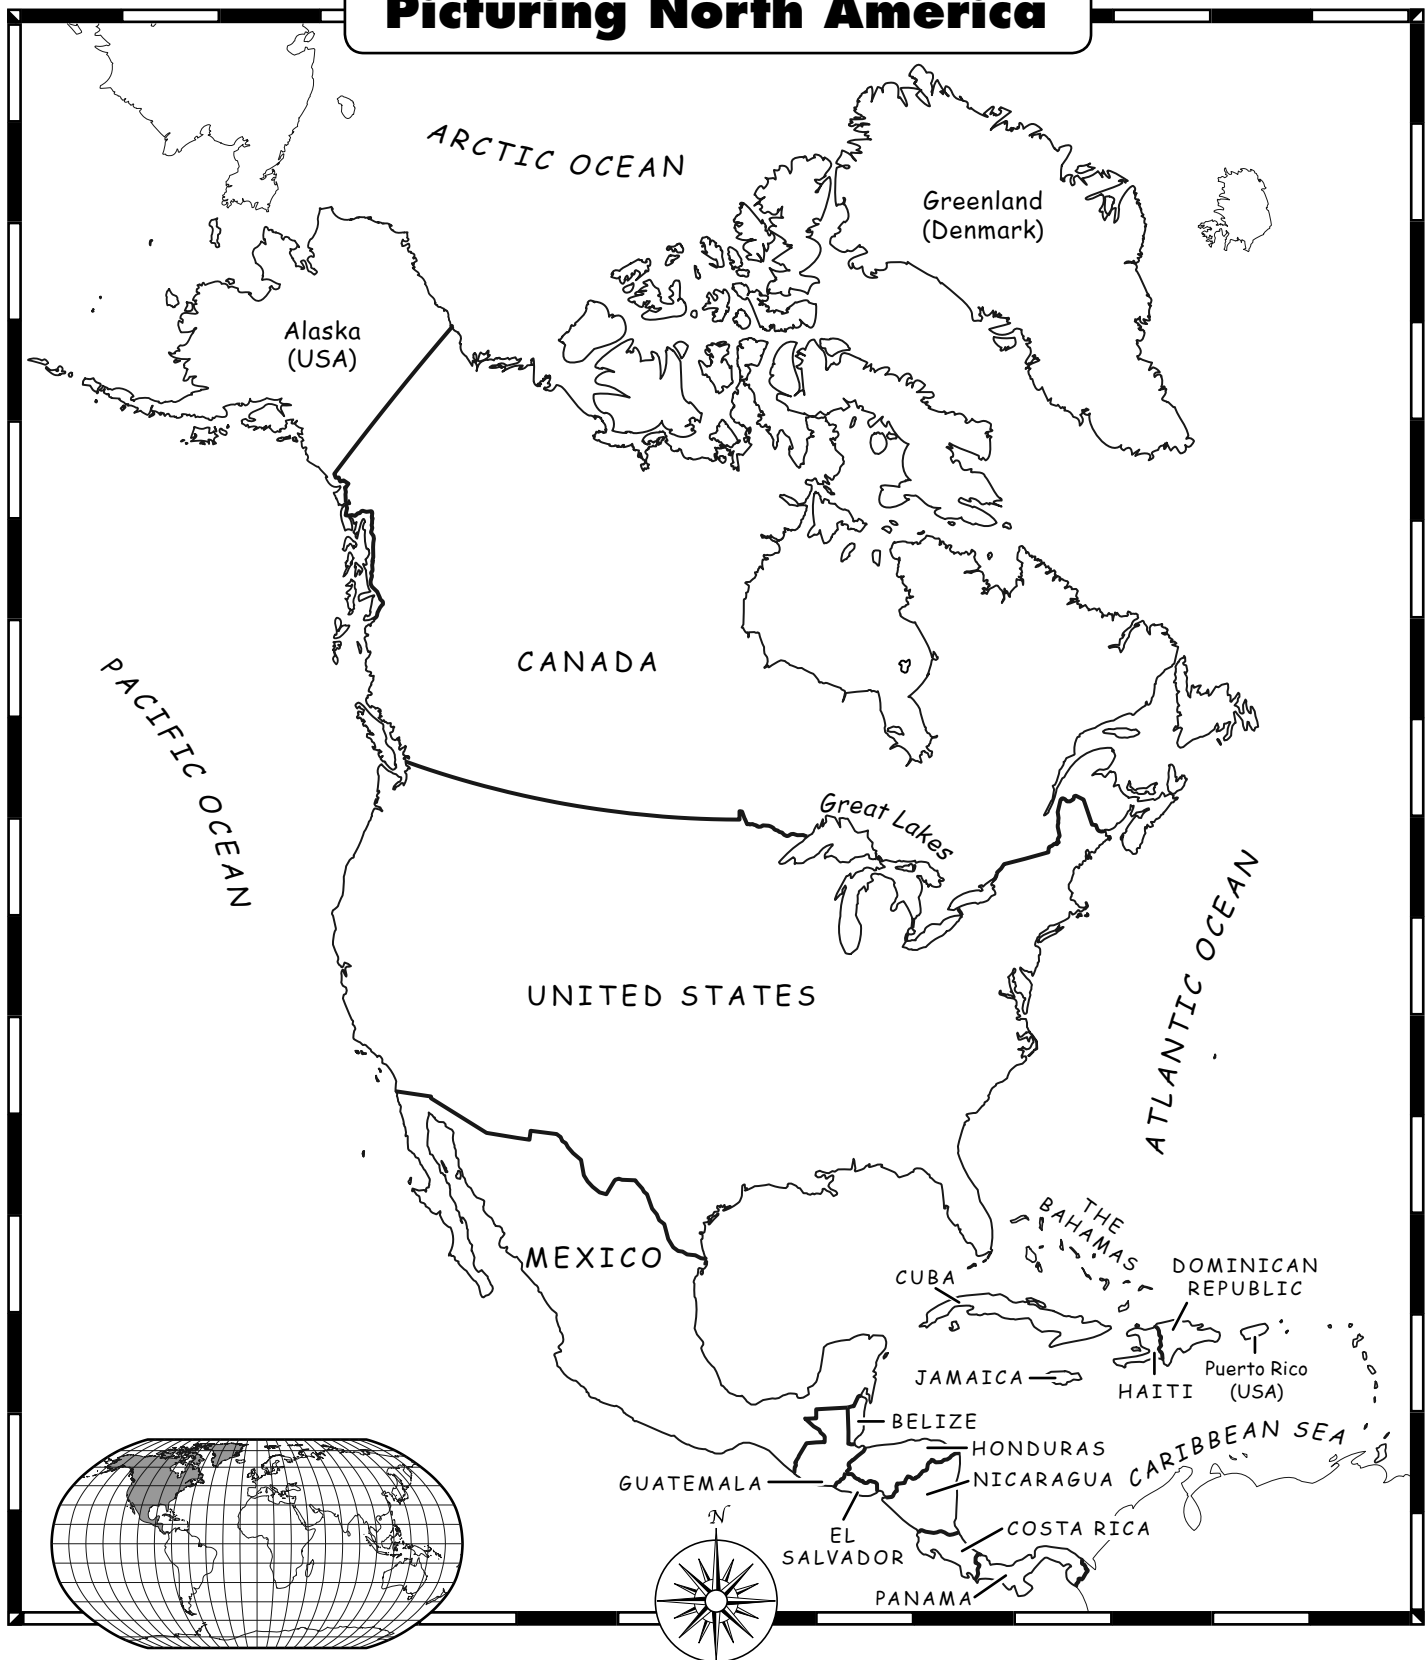 Picturing North America
ARCTIC OCEAN
Greenland
(Denmark)
Alaska
(USA)
CANADA
PACIFIC OCEAN
Great Lakes
UNITED STATES
ATLANTIC OCEAN
MEXICO
THE
BAHAMAS
CUBA
DOMINICAN
REPUBLIC
JAMAICA
HAITI
Puerto Rico
(USA)
BELIZE
HONDURAS
CARIBBEAN SEA
GUATEMALA
NICARAGUA
N
EL
SALVADOR
COSTA RICA
PANAMA